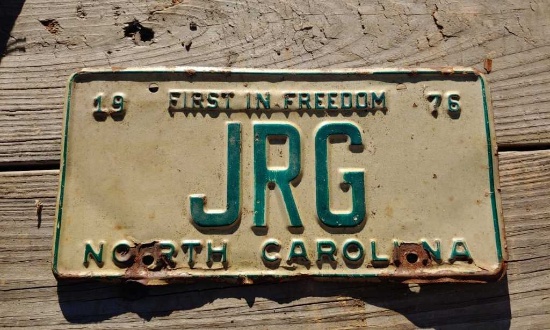 19 FIRST IN FREEDOM 76
JRG
NORTH CAROLINA